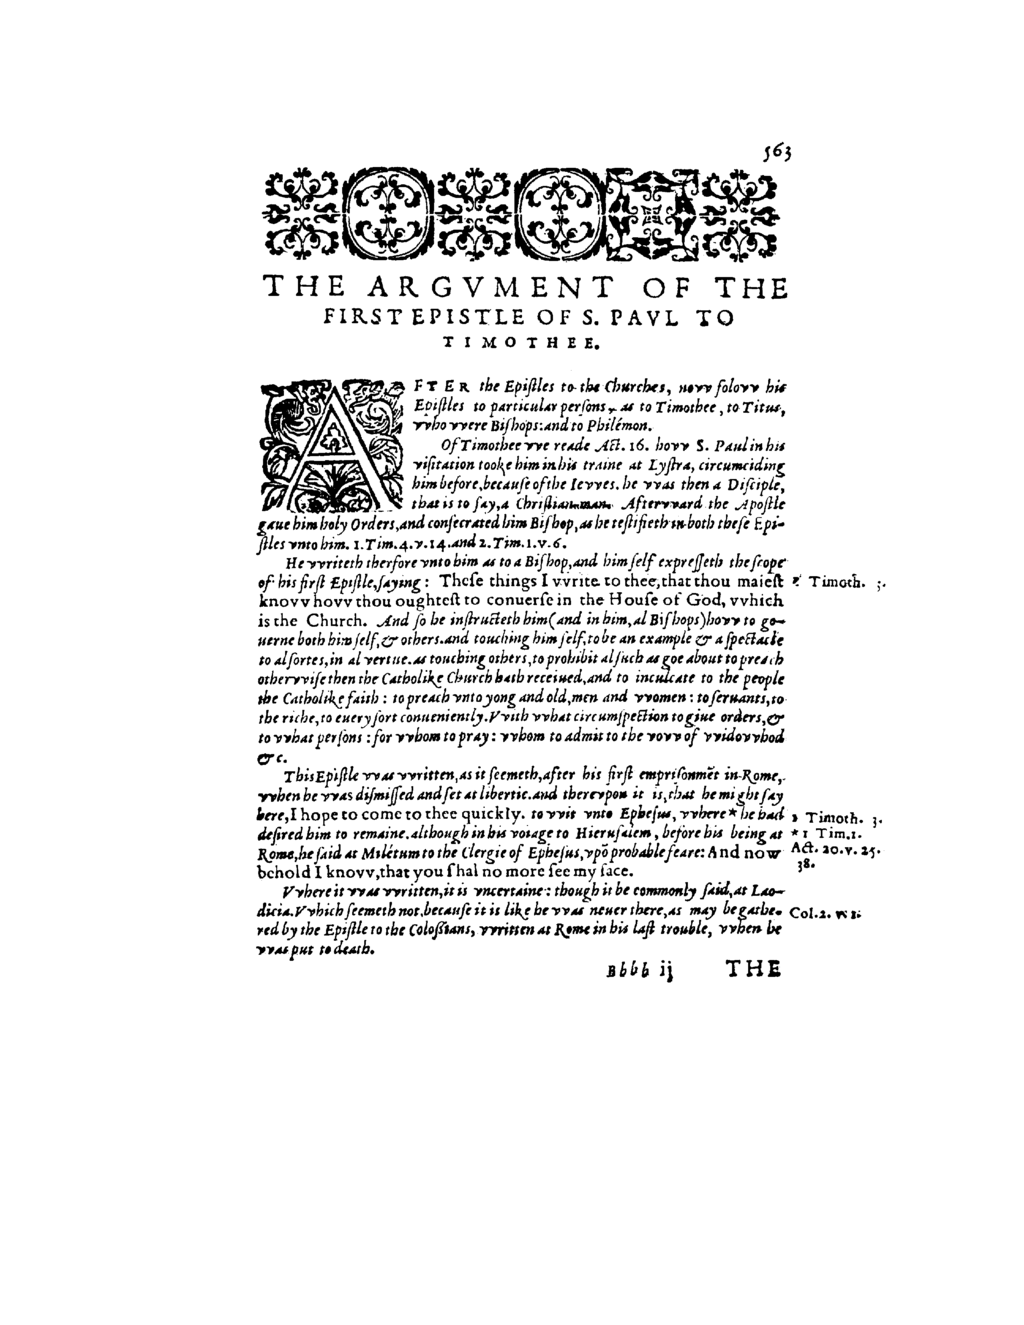 563
THE ARGVMENT OF THE
FIRST EPISTLE OF S. PAVL TO
TIMOTHEE.
AFTER the Epiſtles to the Churches, novv folovv his
Epiſtles to particular perſons, as to Timothee, to Titus,
vvho vvere Biſhops: and to Philémon.
Of Timothee vve reade Act. 16. hovv S. Paul in his
viſitation tooke him in his traine at Lyſtra, circumciding
him before, becauſe of the Ievves. he vvas then a Diſciple,
that is to ſay, a Chriſtian man. Aftervvard the Apoſtle
gaue him holy Orders, and conſecrated him Biſhop, as he teſtifieth in both theſe Epi-
ſtles vnto him. 1. Tim. 4. v. 14. and 2. Tim. 1. v. 6.
He vvriteth therfore vnto him as to a Biſhop, and him ſelf expreſſeth the ſcope
of his firſt Epiſtle, ſaying: Theſe things I vvrite to thee, that thou maieſt 1 Timoth. 3.
knovv hovv thou oughteſt to conuerſe in the Houſe of God, vvhich
is the Church. And ſo he inſtructeth him (and in him, al Biſhops) hovv to go-
uerne both him ſelf, & others. and touching him ſelf, to be an example & a ſpectacle
to al ſortes, in al vertue. as touching others, to prohibit al ſuch as goe about to preach
othervviſe then the Catholike Church hath receiued, and to inculcate to the people
the Catholike faith: to preach vnto yong and old, men and vvomen: to ſeruants, to
the riche, to euery ſort conueniently. Vvith vvhat circumſpection to giue orders, &
to vvhat perſons: for vvhom to pray: vvhom to admit to the vovv of vvidovvhod
&c.
This Epiſtle vvas vvritten, as it ſeemeth, after his firſt empriſonmẽt in Rome,
vvhen he vvas diſmiſſed and ſet at libertie. and therevpon it is, that he might ſay
here, I hope to come to thee quickly. to vvit vnto Epheſus, vvhere* he had 1 Timoth. 3.
deſired him to remaine. although in his voiage to Hieruſalem, before his being at * 1 Tim. 1.
Rome, he ſaid at Milétum to the Clergie of Epheſus, vpõ probable feare: And now Act. 20. v. 25.
behold I knovv, that you ſhal no more ſee my face. 38.
Vvhere it vvas vvritten, it is vncertaine: though it be commonly ſaid, at Lao-
dicia. Vvhich ſeemeth not, becauſe it is like he vvas neuer there, as may be gathe-
red by the Epiſtle to the Coloſsians, vvritten at Rome in his laſt trouble, vvhen he Col. 2. v. 1.
vvas put to death.
Bbbb ij THE